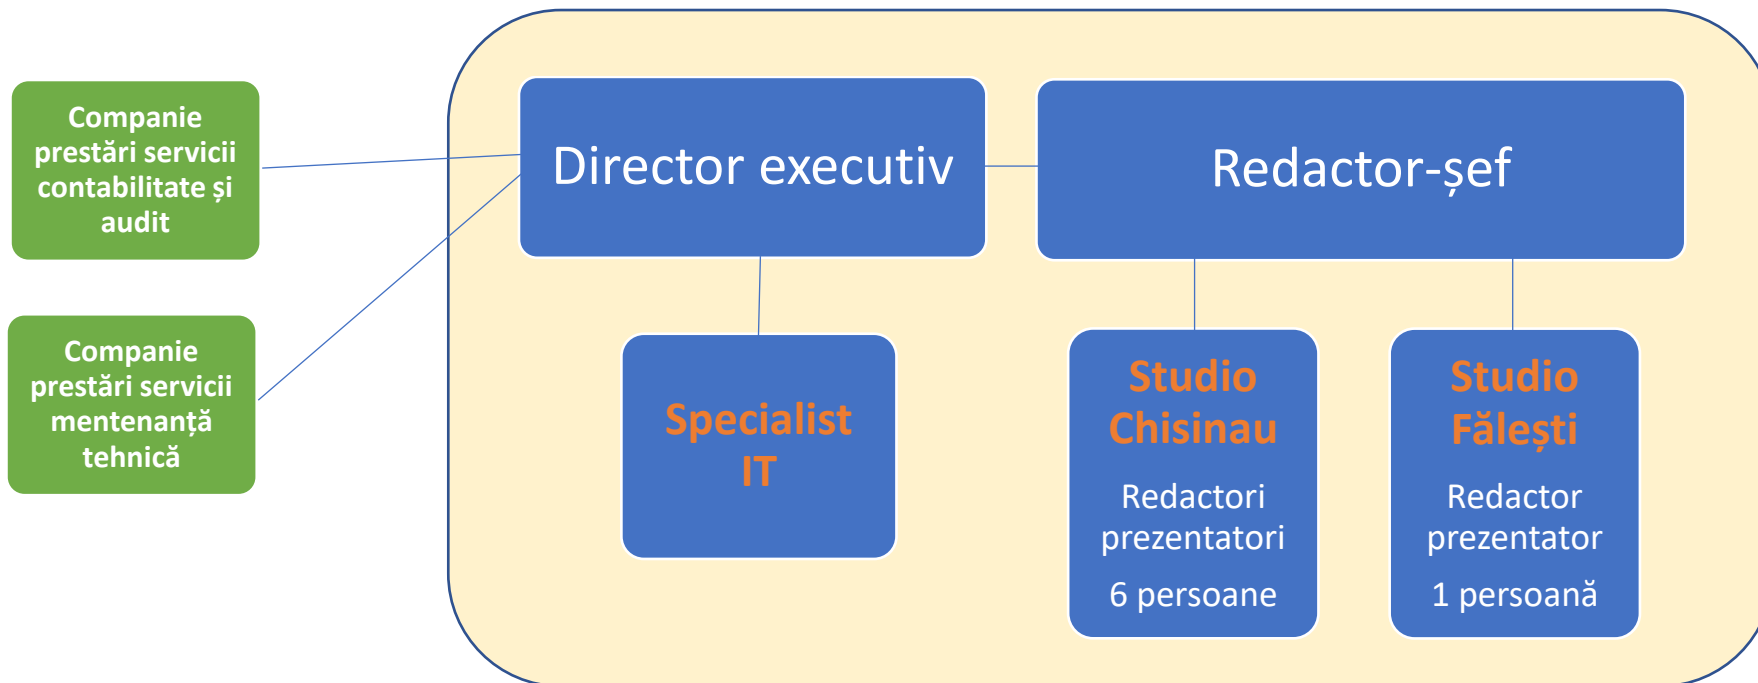 Companie
prestări servicii
contabilitate și
audit
Director executiv
Redactor-șef
Companie
prestări servicii
mentenanță
tehnică
Specialist
IT
Studio
Chisinau
Redactori
prezentatori
6 persoane
Studio
Fălești
Redactor
prezentator
1 persoană